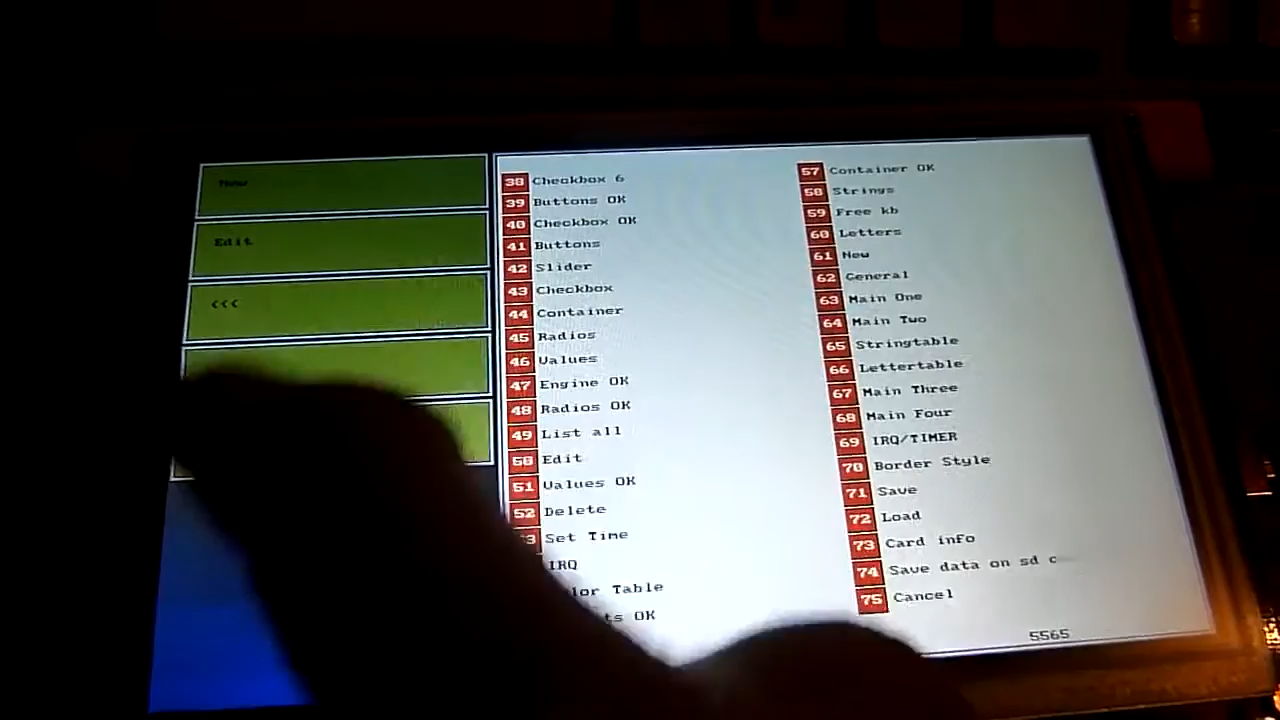 New
Edit
<<<
38 Checkbox 6
39 Buttons OK
40 Checkbox OK
41 Buttons
42 Slider
43 Checkbox
44 Container
45 Radios
46 Values
47 Engine OK
48 Radios OK
49 List all
50 Edit
51 Values OK
52 Delete
3 Set Time
IRQ
lor Table
ts OK
57 Container OK
58 Strings
59 Free kb
60 Letters
61 New
62 General
63 Main One
64 Main Two
65 Stringtable
66 Lettertable
67 Main Three
68 Main Four
69 IRQ/TIMER
70 Border Style
71 Save
72 Load
73 Card info
74 Save data on sd c
75 Cancel
5565